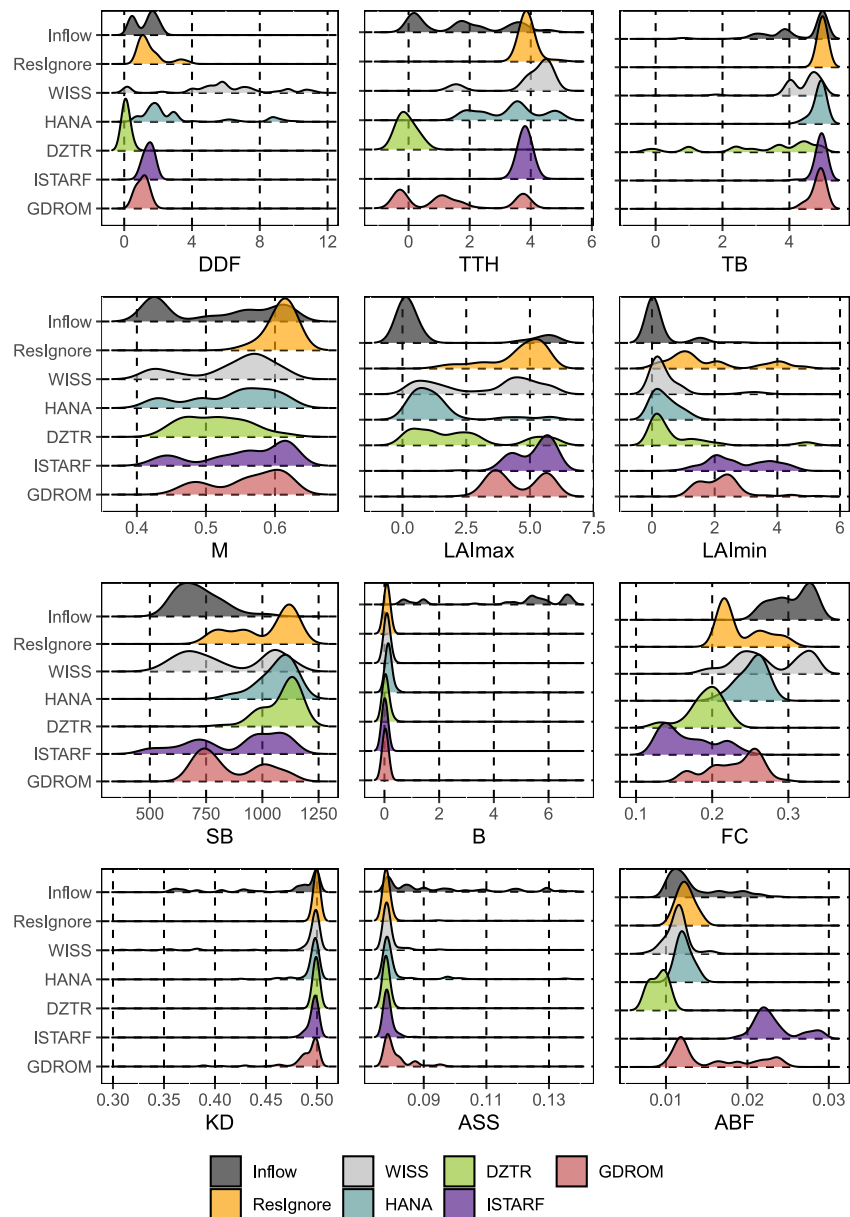 Inflow
ResIgnore
WISS
HANA
DZTR
ISTARF
GDROM
0 4 8 12
DDF
0 2 4 6
TTH
0 2 4
TB
Inflow
ResIgnore
WISS
HANA
DZTR
ISTARF
GDROM
0.4 0.5 0.6
M
0.0 2.5 5.0 7.5
LAImax
0 2 4 6
LAImin
Inflow
ResIgnore
WISS
HANA
DZTR
ISTARF
GDROM
500 750 1000 1250
SB
0 2 4 6
B
0.1 0.2 0.3
FC
Inflow
ResIgnore
WISS
HANA
DZTR
ISTARF
GDROM
0.30 0.35 0.40 0.45 0.50
KD
0.09 0.11 0.13
ASS
0.01 0.02 0.03
ABF
Inflow WISS DZTR GDROM
ResIgnore HANA ISTARF